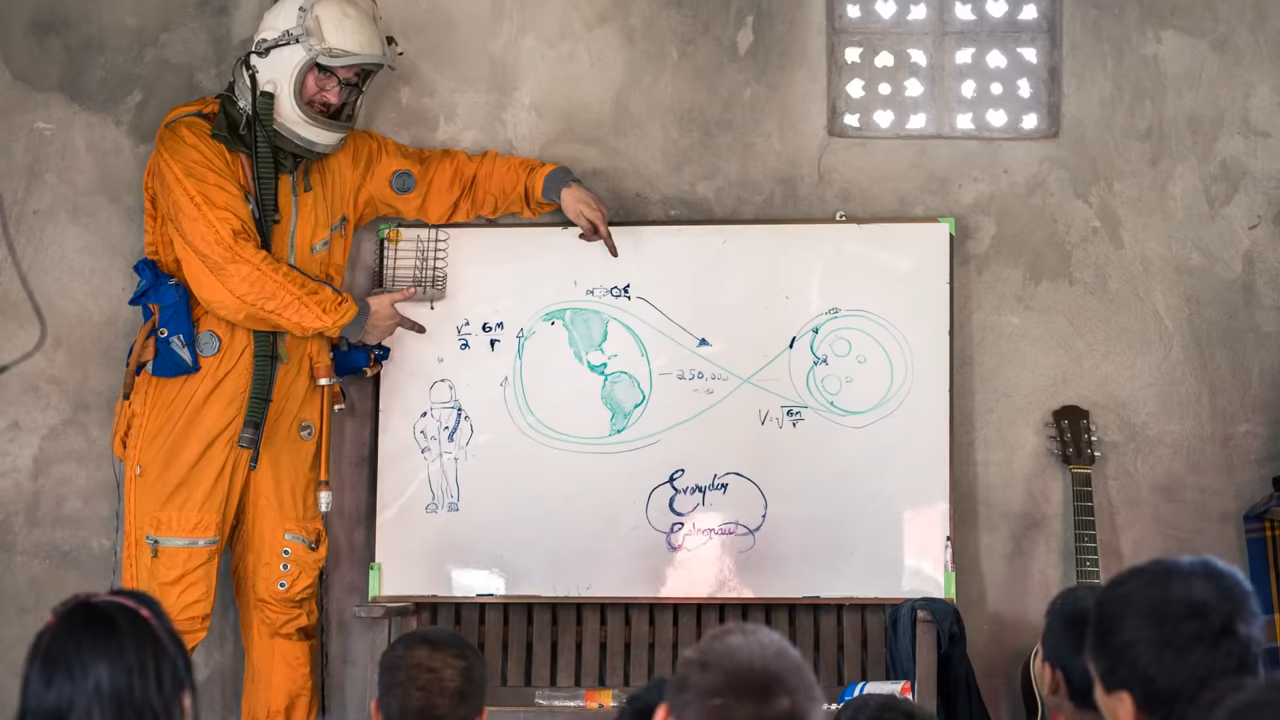 v²/2 · GM/r
250,000
V=√GM/r
Everyday
Astronaut